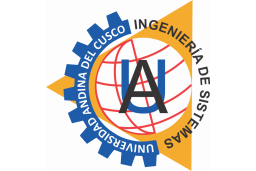 UNIVERSIDAD ANDINA DEL CUSCO
INGENIERÍA DE SISTEMAS
UA